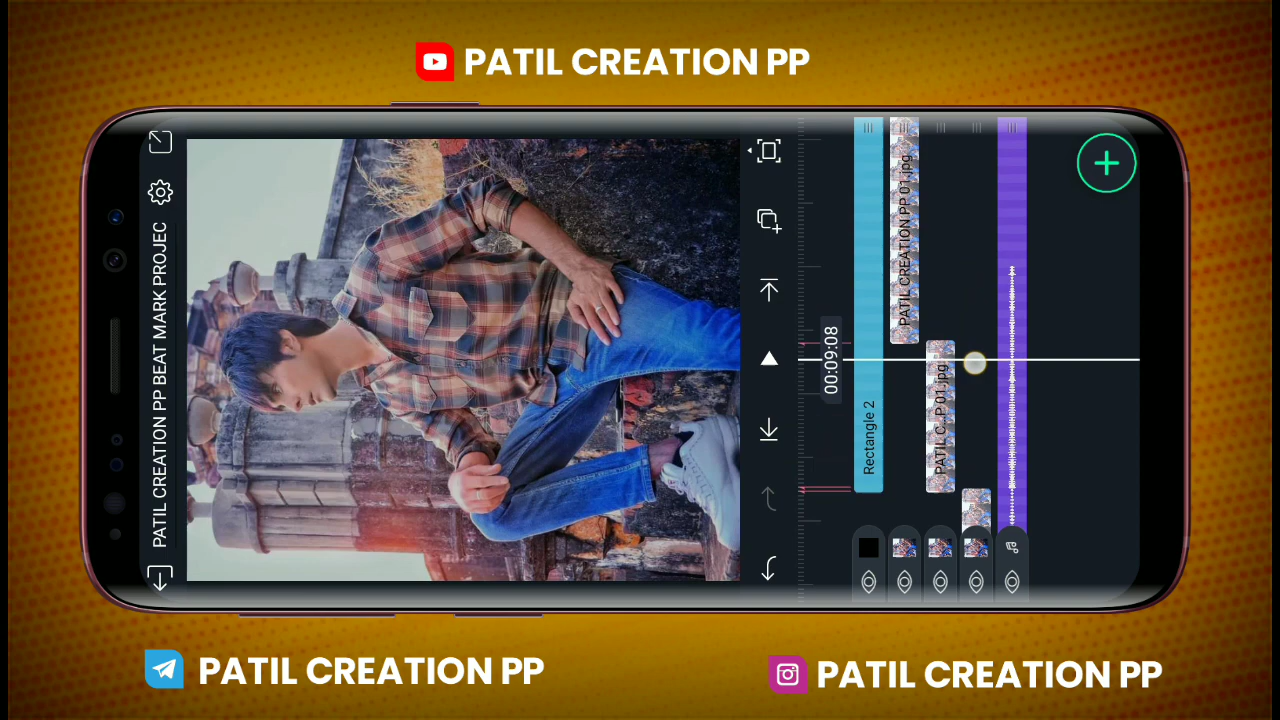 PATIL CREATION PP
PATIL CREATION PP BEAT MARK PROJEC
00:09:08
Rectangle 2
PATIL CREATION PP 01.jpg
PATIL C P 01.jpg
PATIL CREATION PP
PATIL CREATION PP